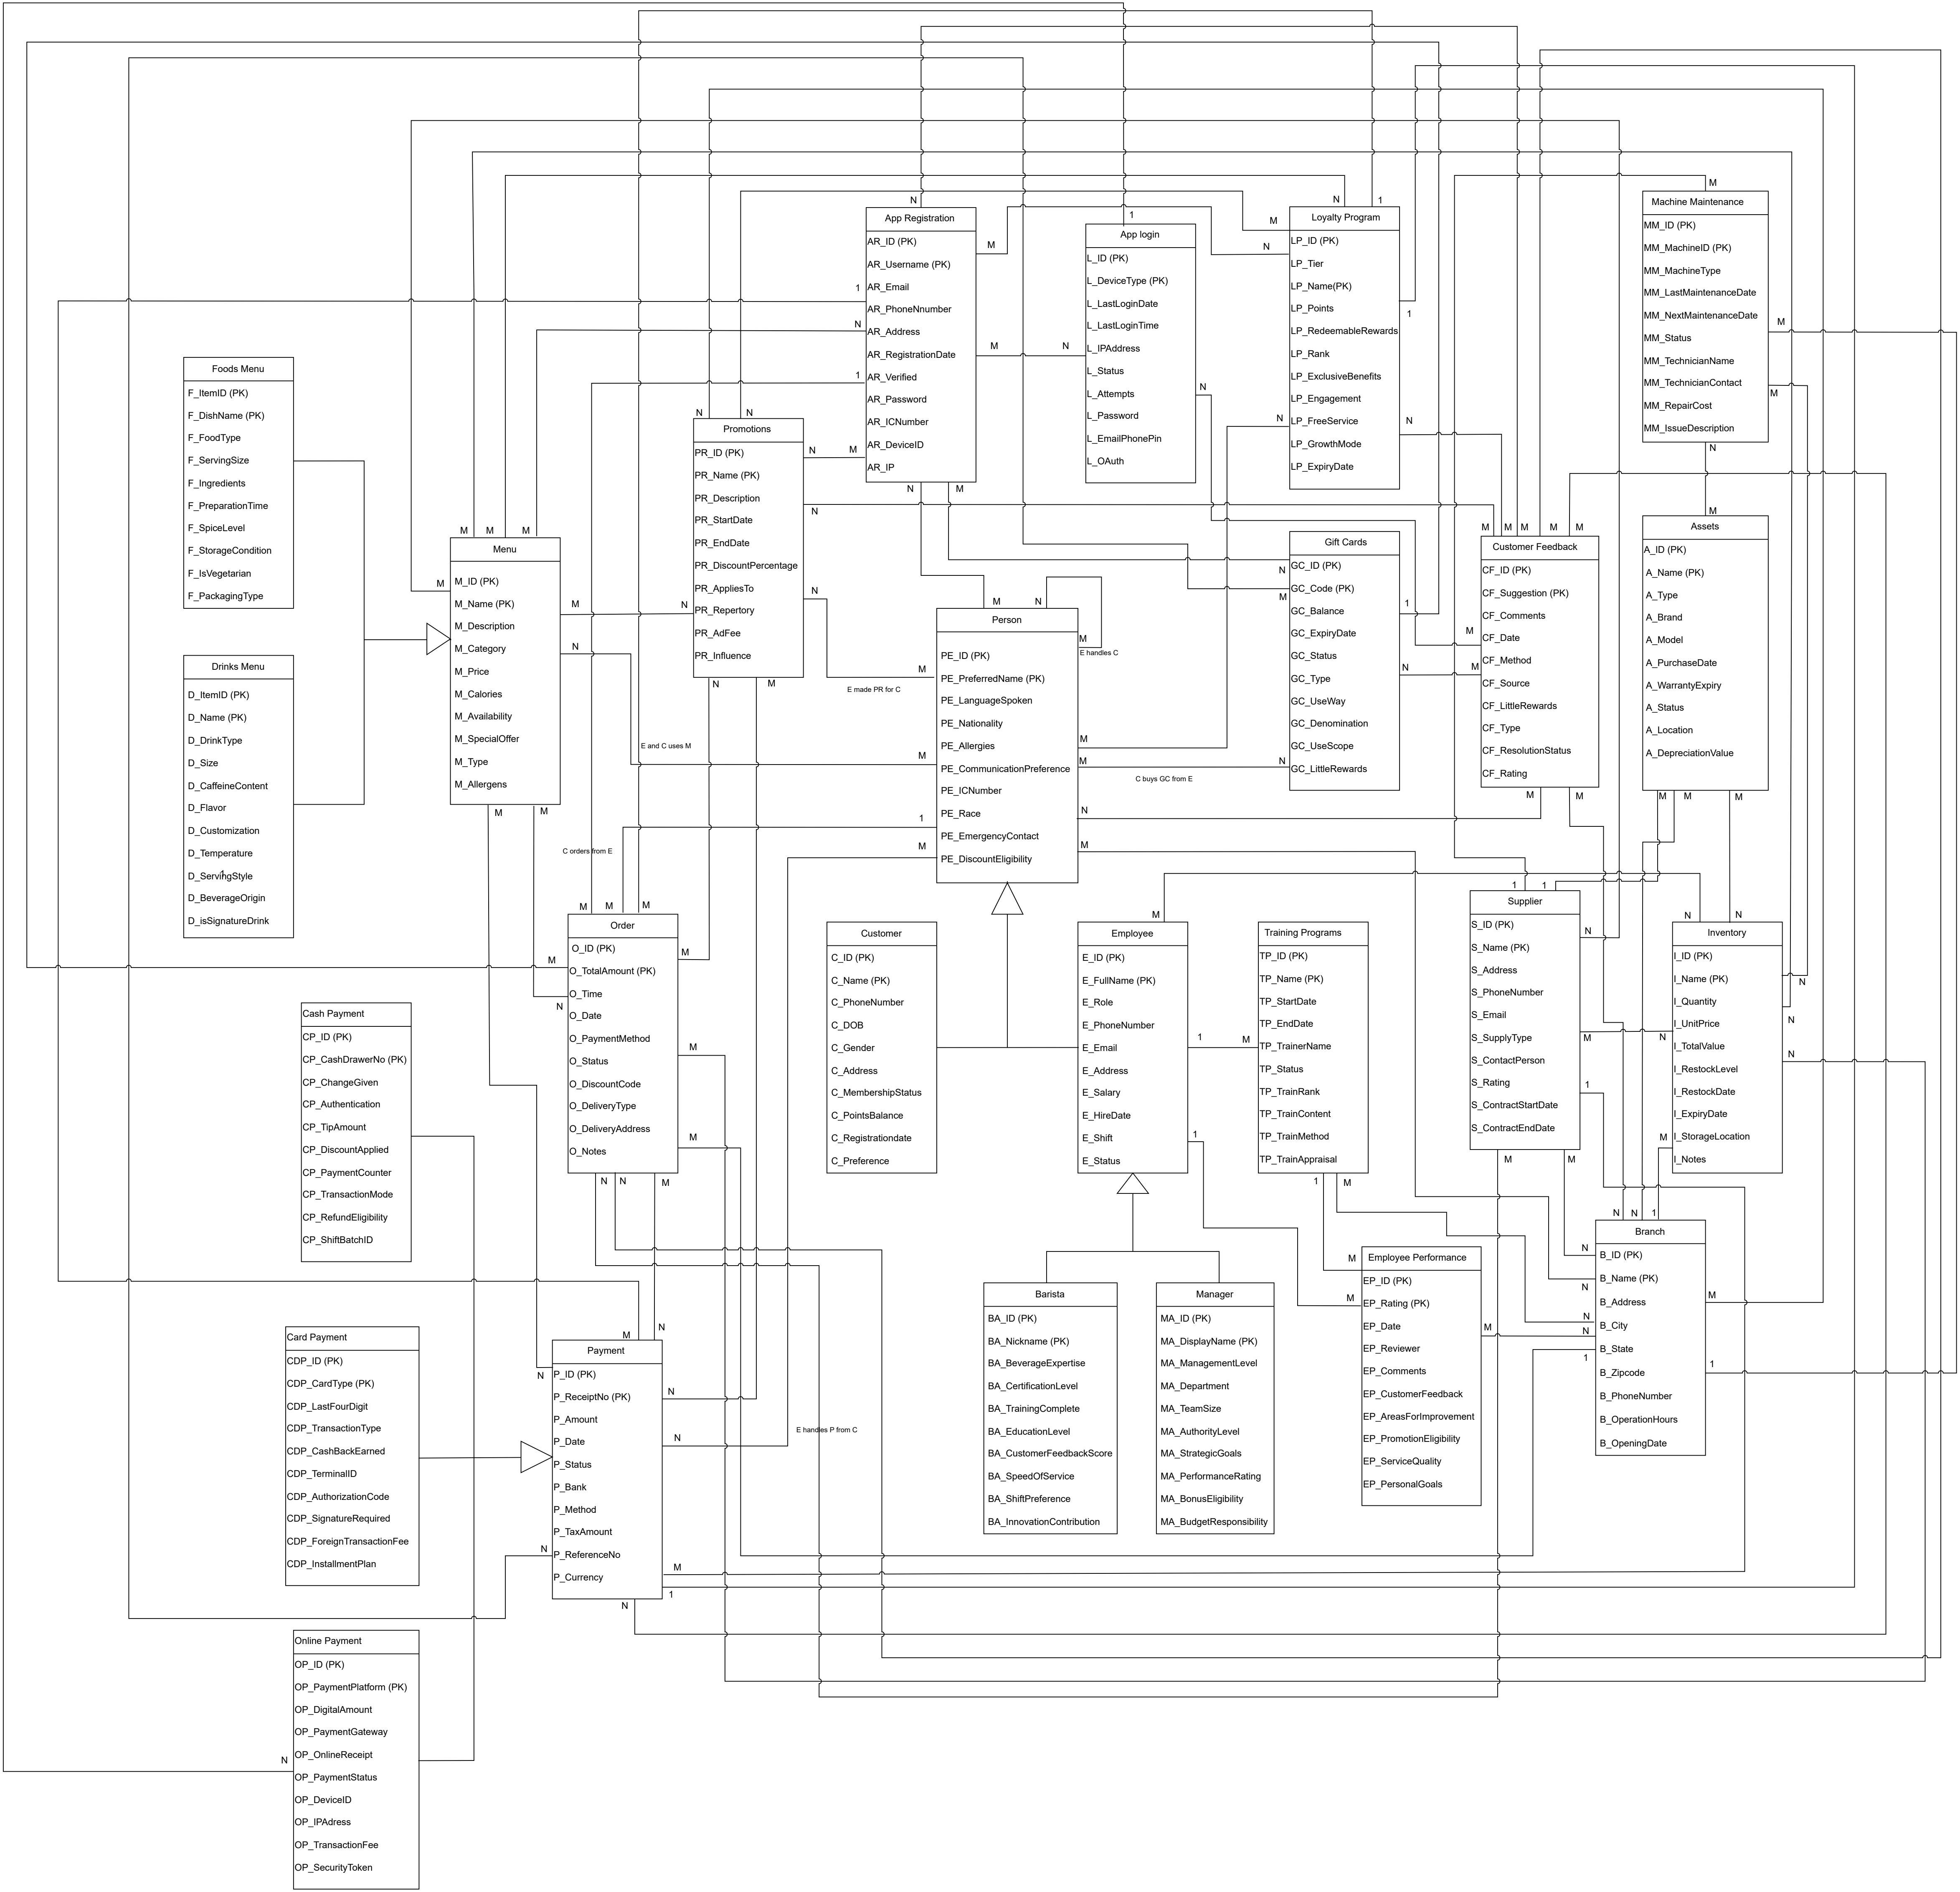 App Registration
AR_ID (PK)
AR_Username (PK)
AR_Email
AR_PhoneNnumber
AR_Address
AR_RegistrationDate
AR_Verified
AR_Password
AR_ICNumber
AR_DeviceID
AR_IP
N
M
1
N
M
1
M
N
M
App login
L_ID (PK)
L_DeviceType (PK)
L_LastLoginDate
L_LastLoginTime
L_IPAddress
L_Status
L_Attempts
L_Password
L_EmailPhonePin
L_OAuth
1
N
N
Loyalty Program
LP_ID (PK)
LP_Tier
LP_Name(PK)
LP_Points
LP_RedeemableRewards
LP_Rank
LP_ExclusiveBenefits
LP_Engagement
LP_FreeService
LP_GrowthMode
LP_ExpiryDate
N
1
M
N
1
N
N
Machine Maintenance
MM_ID (PK)
MM_MachineID (PK)
MM_MachineType
MM_LastMaintenanceDate
MM_NextMaintenanceDate
MM_Status
MM_TechnicianName
MM_TechnicianContact
MM_RepairCost
MM_IssueDescription
M
M
M
N
Foods Menu
F_ItemID (PK)
F_DishName (PK)
F_FoodType
F_ServingSize
F_Ingredients
F_PreparationTime
F_SpiceLevel
F_StorageCondition
F_IsVegetarian
F_PackagingType
Drinks Menu
D_ItemID (PK)
D_Name (PK)
D_DrinkType
D_Size
D_CaffeineContent
D_Flavor
D_Customization
D_Temperature
D_ServingStyle
D_BeverageOrigin
D_isSignatureDrink
Menu
M_ID (PK)
M_Name (PK)
M_Description
M_Category
M_Price
M_Calories
M_Availability
M_SpecialOffer
M_Type
M_Allergens
M
M
M
M
M
N
M
M
Promotions
PR_ID (PK)
PR_Name (PK)
PR_Description
PR_StartDate
PR_EndDate
PR_DiscountPercentage
PR_AppliesTo
PR_Repertory
PR_AdFee
PR_Influence
N
N
N
N
N
N
N
M
Person
PE_ID (PK)
PE_PreferredName (PK)
PE_LanguageSpoken
PE_Nationality
PE_Allergies
PE_CommunicationPreference
PE_ICNumber
PE_Race
PE_EmergencyContact
PE_DiscountEligibility
M
N
M
E handles C
M
E made PR for C
M
E and C uses M
1
C orders from E
M
M
M
C buys GC from E
N
M
Gift Cards
GC_ID (PK)
GC_Code (PK)
GC_Balance
GC_ExpiryDate
GC_Status
GC_Type
GC_UseWay
GC_Denomination
GC_UseScope
GC_LittleRewards
N
M
1
N
N
Customer Feedback
CF_ID (PK)
CF_Suggestion (PK)
CF_Comments
CF_Date
CF_Method
CF_Source
CF_LittleRewards
CF_Type
CF_ResolutionStatus
CF_Rating
M
M
M
M
M
M
M
M
M
Assets
A_ID (PK)
A_Name (PK)
A_Type
A_Brand
A_Model
A_PurchaseDate
A_WarrantyExpiry
A_Status
A_Location
A_DepreciationValue
M
M
M
M
Order
O_ID (PK)
O_TotalAmount (PK)
O_Time
O_Date
O_PaymentMethod
O_Status
O_DiscountCode
O_DeliveryType
O_DeliveryAddress
O_Notes
M
M
M
M
M
N
M
M
N
N
M
Customer
C_ID (PK)
C_Name (PK)
C_PhoneNumber
C_DOB
C_Gender
C_Address
C_MembershipStatus
C_PointsBalance
C_Registrationdate
C_Preference
Employee
E_ID (PK)
E_FullName (PK)
E_Role
E_PhoneNumber
E_Email
E_Address
E_Salary
E_HireDate
E_Shift
E_Status
M
1
1
Training Programs
TP_ID (PK)
TP_Name (PK)
TP_StartDate
TP_EndDate
TP_TrainerName
TP_Status
TP_TrainRank
TP_TrainContent
TP_TrainMethod
TP_TrainAppraisal
M
1
M
Supplier
S_ID (PK)
S_Name (PK)
S_Address
S_PhoneNumber
S_Email
S_SupplyType
S_ContactPerson
S_Rating
S_ContractStartDate
S_ContractEndDate
1
1
N
M
1
M
M
Inventory
I_ID (PK)
I_Name (PK)
I_Quantity
I_UnitPrice
I_TotalValue
I_RestockLevel
I_RestockDate
I_ExpiryDate
I_StorageLocation
I_Notes
N
N
N
N
N
N
M
Cash Payment
CP_ID (PK)
CP_CashDrawerNo (PK)
CP_ChangeGiven
CP_Authentication
CP_TipAmount
CP_DiscountApplied
CP_PaymentCounter
CP_TransactionMode
CP_RefundEligibility
CP_ShiftBatchID
Card Payment
CDP_ID (PK)
CDP_CardType (PK)
CDP_LastFourDigit
CDP_TransactionType
CDP_CashBackEarned
CDP_TerminalID
CDP_AuthorizationCode
CDP_SignatureRequired
CDP_ForeignTransactionFee
CDP_InstallmentPlan
Payment
P_ID (PK)
P_ReceiptNo (PK)
P_Amount
P_Date
P_Status
P_Bank
P_Method
P_TaxAmount
P_ReferenceNo
P_Currency
M
N
N
N
N
E handles P from C
N
M
1
N
Barista
BA_ID (PK)
BA_Nickname (PK)
BA_BeverageExpertise
BA_CertificationLevel
BA_TrainingComplete
BA_EducationLevel
BA_CustomerFeedbackScore
BA_SpeedOfService
BA_ShiftPreference
BA_InnovationContribution
Manager
MA_ID (PK)
MA_DisplayName (PK)
MA_ManagementLevel
MA_Department
MA_TeamSize
MA_AuthorityLevel
MA_StrategicGoals
MA_PerformanceRating
MA_BonusEligibility
MA_BudgetResponsibility
Employee Performance
EP_ID (PK)
EP_Rating (PK)
EP_Date
EP_Reviewer
EP_Comments
EP_CustomerFeedback
EP_AreasForImprovement
EP_PromotionEligibility
EP_ServiceQuality
EP_PersonalGoals
M
M
M
Branch
B_ID (PK)
B_Name (PK)
B_Address
B_City
B_State
B_Zipcode
B_PhoneNumber
B_OperationHours
B_OpeningDate
N
N
1
N
N
N
N
1
M
1
Online Payment
OP_ID (PK)
OP_PaymentPlatform (PK)
OP_DigitalAmount
OP_PaymentGateway
OP_OnlineReceipt
OP_PaymentStatus
OP_DeviceID
OP_IPAdress
OP_TransactionFee
OP_SecurityToken
N